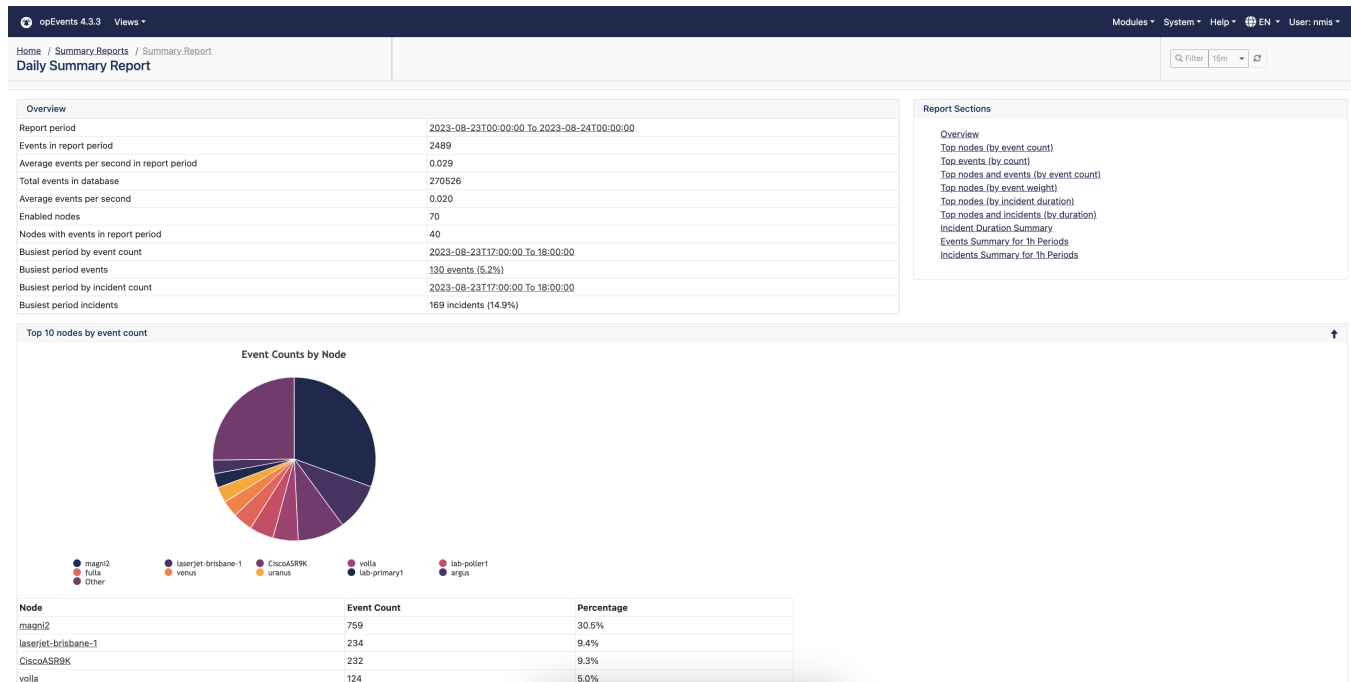 opEvents 4.3.3 Views Modules System Help EN User: nmis
Home / Summary Reports / Summary Report
Daily Summary Report
Filter 15m
Overview
Report period 2023-08-23T00:00:00 To 2023-08-24T00:00:00
Events in report period 2489
Average events per second in report period 0.029
Total events in database 270526
Average events per second 0.020
Enabled nodes 70
Nodes with events in report period 40
Busiest period by event count 2023-08-23T17:00:00 To 18:00:00
Busiest period events 130 events (5.2%)
Busiest period by incident count 2023-08-23T17:00:00 To 18:00:00
Busiest period incidents 169 incidents (14.9%)
Report Sections
Overview
Top nodes (by event count)
Top events (by count)
Top nodes and events (by event count)
Top nodes (by event weight)
Top nodes (by incident duration)
Top nodes and incidents (by duration)
Incident Duration Summary
Events Summary for 1h Periods
Incidents Summary for 1h Periods
Top 10 nodes by event count
Event Counts by Node
magni2 laserjet-brisbane-1 CiscoASR9K volla lab-poller1
fulla venus uranus lab-primary1 argus
Other
Node Event Count Percentage
magni2 759 30.5%
laserjet-brisbane-1 234 9.4%
CiscoASR9K 232 9.3%
volla 124 5.0%